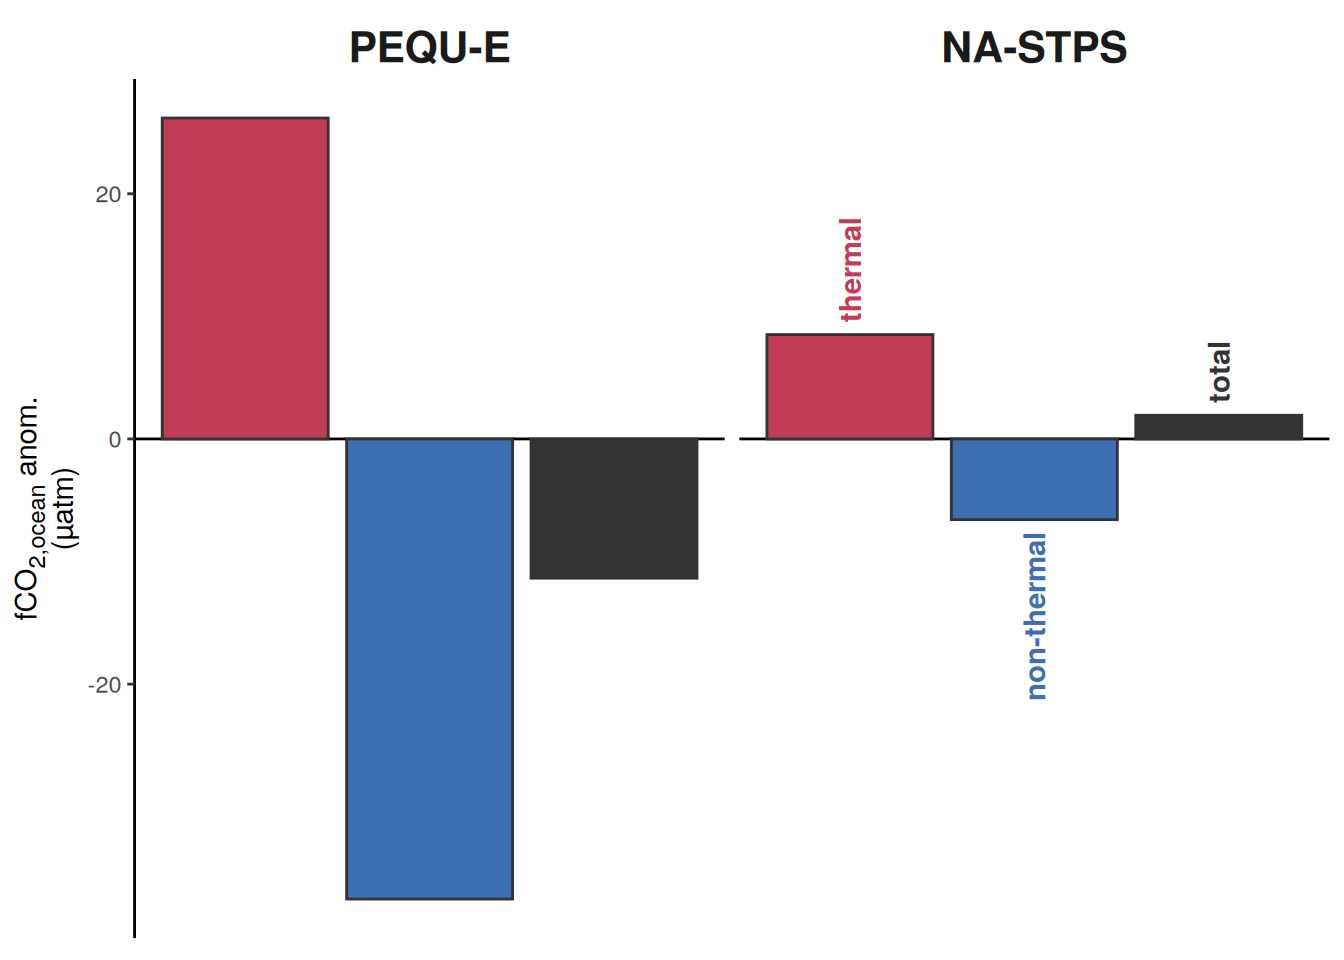 PEQU-E
NA-STPS
20
0
-20
fCO2,ocean anom.
(µatm)
thermal
non-thermal
total